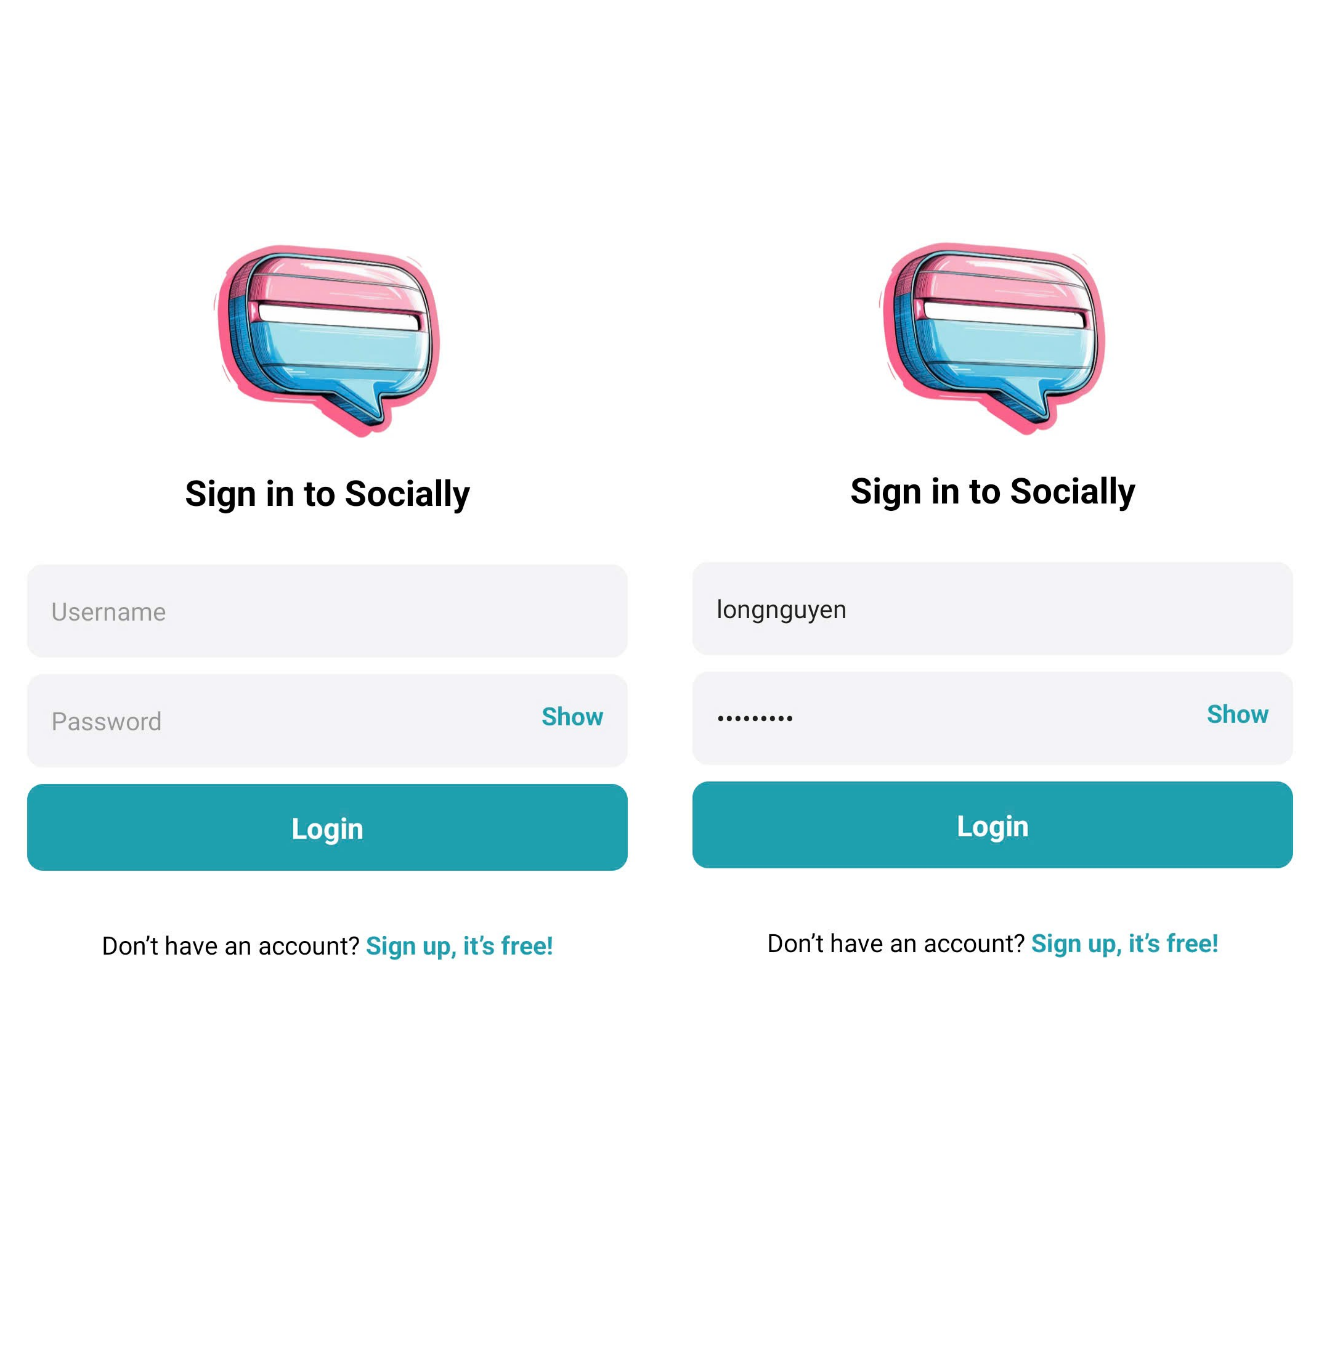 Sign in to Socially
Username
Password
Show
Login
Don’t have an account? Sign up, it’s free!
Sign in to Socially
longnguyen
•••••••••
Show
Login
Don’t have an account? Sign up, it’s free!